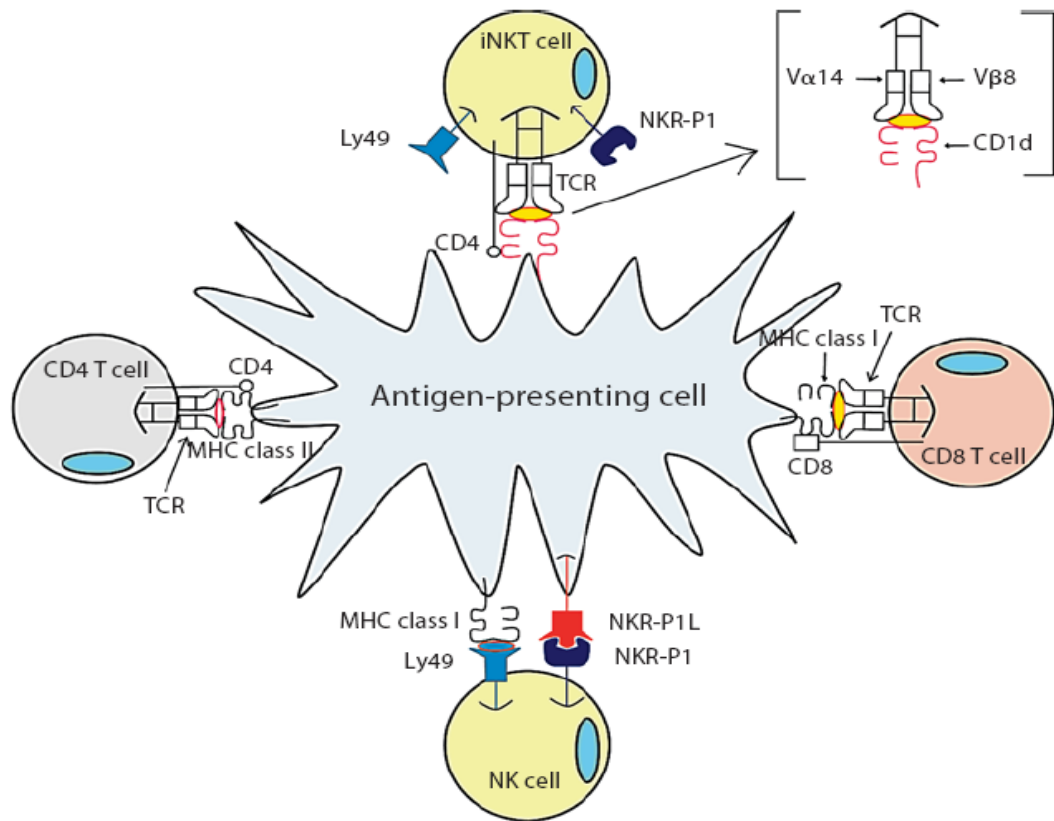 iNKT cell
Vα14
Vβ8
Ly49
NKR-P1
CD1d
TCR
CD4
TCR
MHC class I
CD4 T cell
CD4
Antigen-presenting cell
MHC class II
CD8
CD8 T cell
TCR
MHC class I
NKR-P1L
Ly49
NKR-P1
NK cell